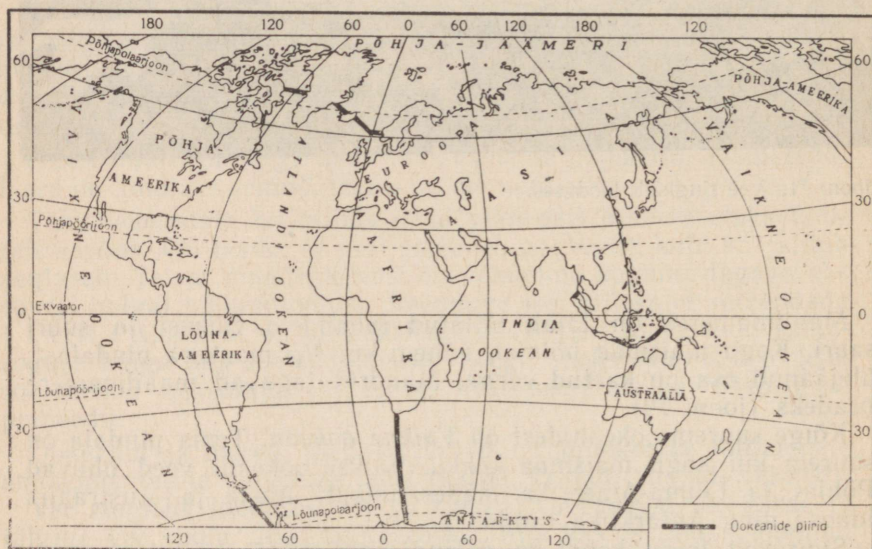 180 120 60 0 60 120 180 120
60 PÕHJA-JÄÄMERI 60
Põhjapolaarjoon
PÕHJA-AMEERIKA
VAIKNE OOKEAN
PÕHJA
AMEERIKA
ATLANDI OOKEAN
EUROOPA
AASIA
VAIKNE OOKEAN
30 30
Põhjapöörijoon
AAFRIKA
Ekvaator
0 0
INDIA
OOKEAN
LÕUNA-
AMEERIKA
Lõunapöörijoon
AUSTRAALIA
30 30
Lõunapolaarjoon
ANTARKTIS
120 60 0 60 120
Ookeanide piirid